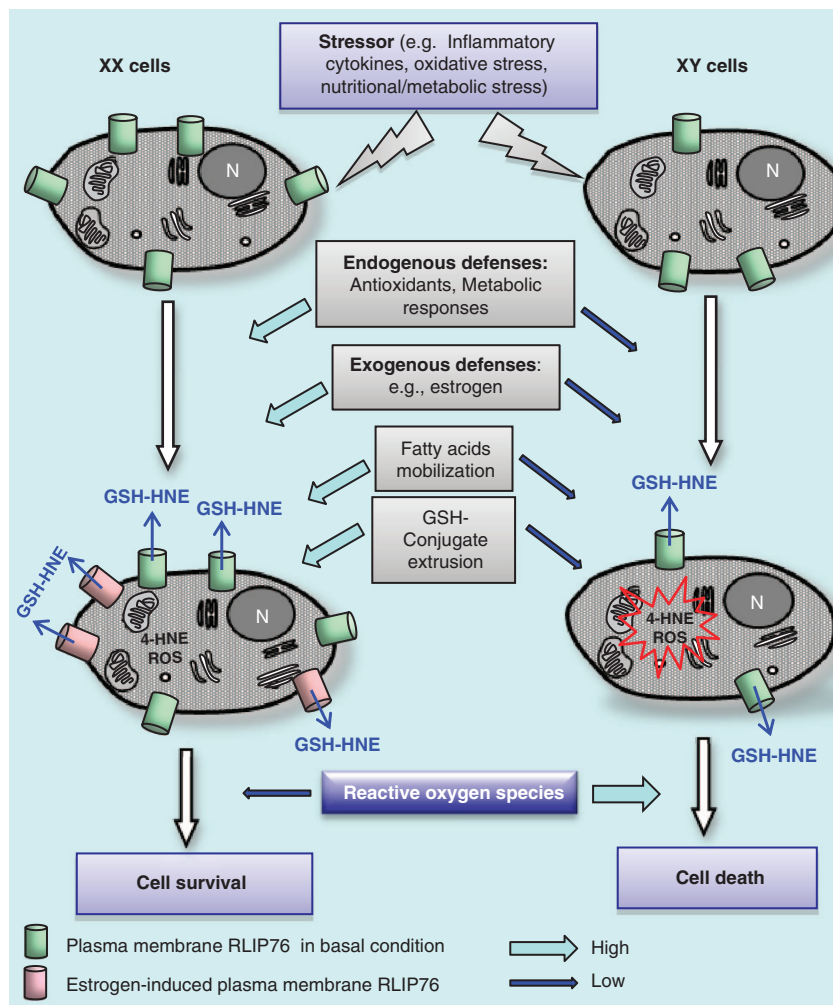 Stressor (e.g. Inflammatory
cytokines, oxidative stress,
nutritional/metabolic stress)
XX cells
XY cells
N
N
Endogenous defenses:
Antioxidants, Metabolic
responses
Exogenous defenses:
e.g., estrogen
Fatty acids
mobilization
GSH-
Conjugate
extrusion
GSH-HNE
GSH-HNE
GSH-HNE
GSH-HNE
N
4-HNE
ROS
GSH-HNE
N
4-HNE
ROS
GSH-HNE
Reactive oxygen species
Cell survival
Cell death
Plasma membrane RLIP76 in basal condition
High
Estrogen-induced plasma membrane RLIP76
Low